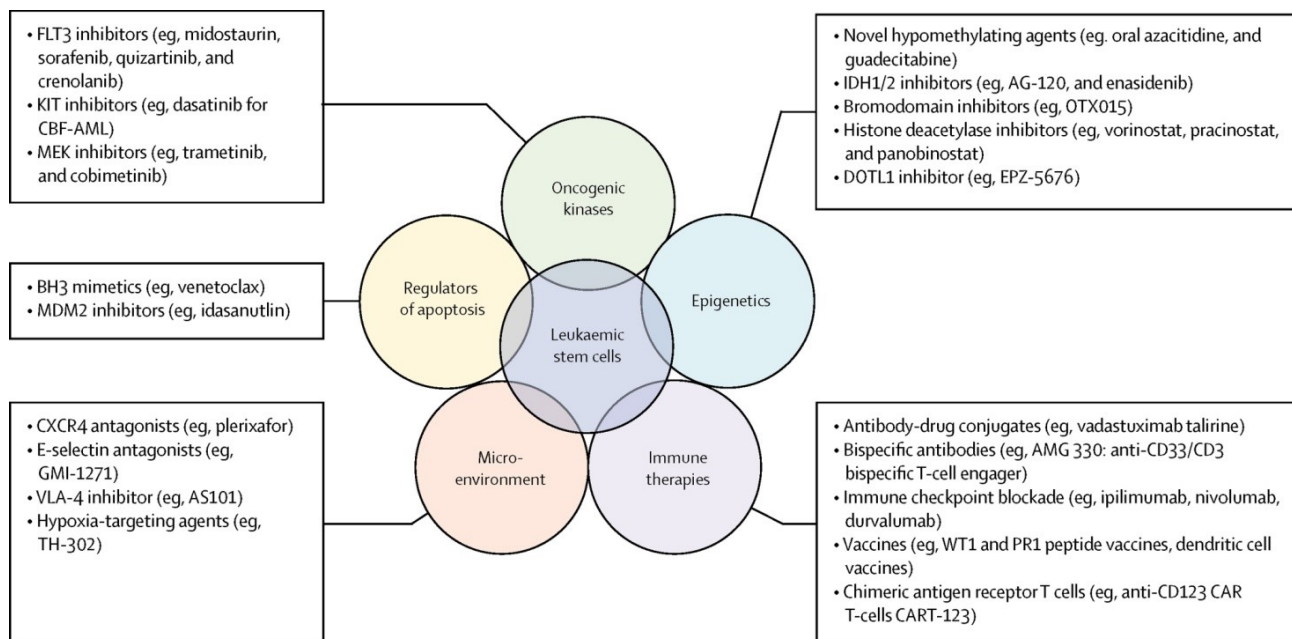 • FLT3 inhibitors (eg, midostaurin,
sorafenib, quizartinib, and
crenolanib)
• KIT inhibitors (eg, dasatinib for
CBF-AML)
• MEK inhibitors (eg, trametinib,
and cobimetinib)
• Novel hypomethylating agents (eg. oral azacitidine, and
guadecitabine)
• IDH1/2 inhibitors (eg, AG-120, and enasidenib)
• Bromodomain inhibitors (eg, OTX015)
• Histone deacetylase inhibitors (eg, vorinostat, pracinostat,
and panobinostat)
• DOTL1 inhibitor (eg, EPZ-5676)
Oncogenic
kinases
• BH3 mimetics (eg, venetoclax)
• MDM2 inhibitors (eg, idasanutlin)
Regulators
of apoptosis
Epigenetics
Leukaemic
stem cells
• CXCR4 antagonists (eg, plerixafor)
• E-selectin antagonists (eg,
GMI-1271)
• VLA-4 inhibitor (eg, AS101)
• Hypoxia-targeting agents (eg,
TH-302)
Micro-
environment
Immune
therapies
• Antibody-drug conjugates (eg, vadastuximab talirine)
• Bispecific antibodies (eg, AMG 330: anti-CD33/CD3
bispecific T-cell engager)
• Immune checkpoint blockade (eg, ipilimumab, nivolumab,
durvalumab)
• Vaccines (eg, WT1 and PR1 peptide vaccines, dendritic cell
vaccines)
• Chimeric antigen receptor T cells (eg, anti-CD123 CAR
T-cells CART-123)